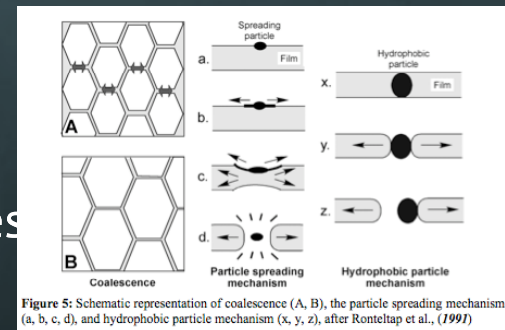 Spreading
particle
a.
Film
b.
c.
d.
Particle spreading
mechanism
Hydrophobic
particle
x.
Film
y.
z.
Hydrophobic particle
mechanism
A
B
Coalescence
es
Figure 5: Schematic representation of coalescence (A, B), the particle spreading mechanism
(a, b, c, d), and hydrophobic particle mechanism (x, y, z), after Ronteltap et al., (1991)